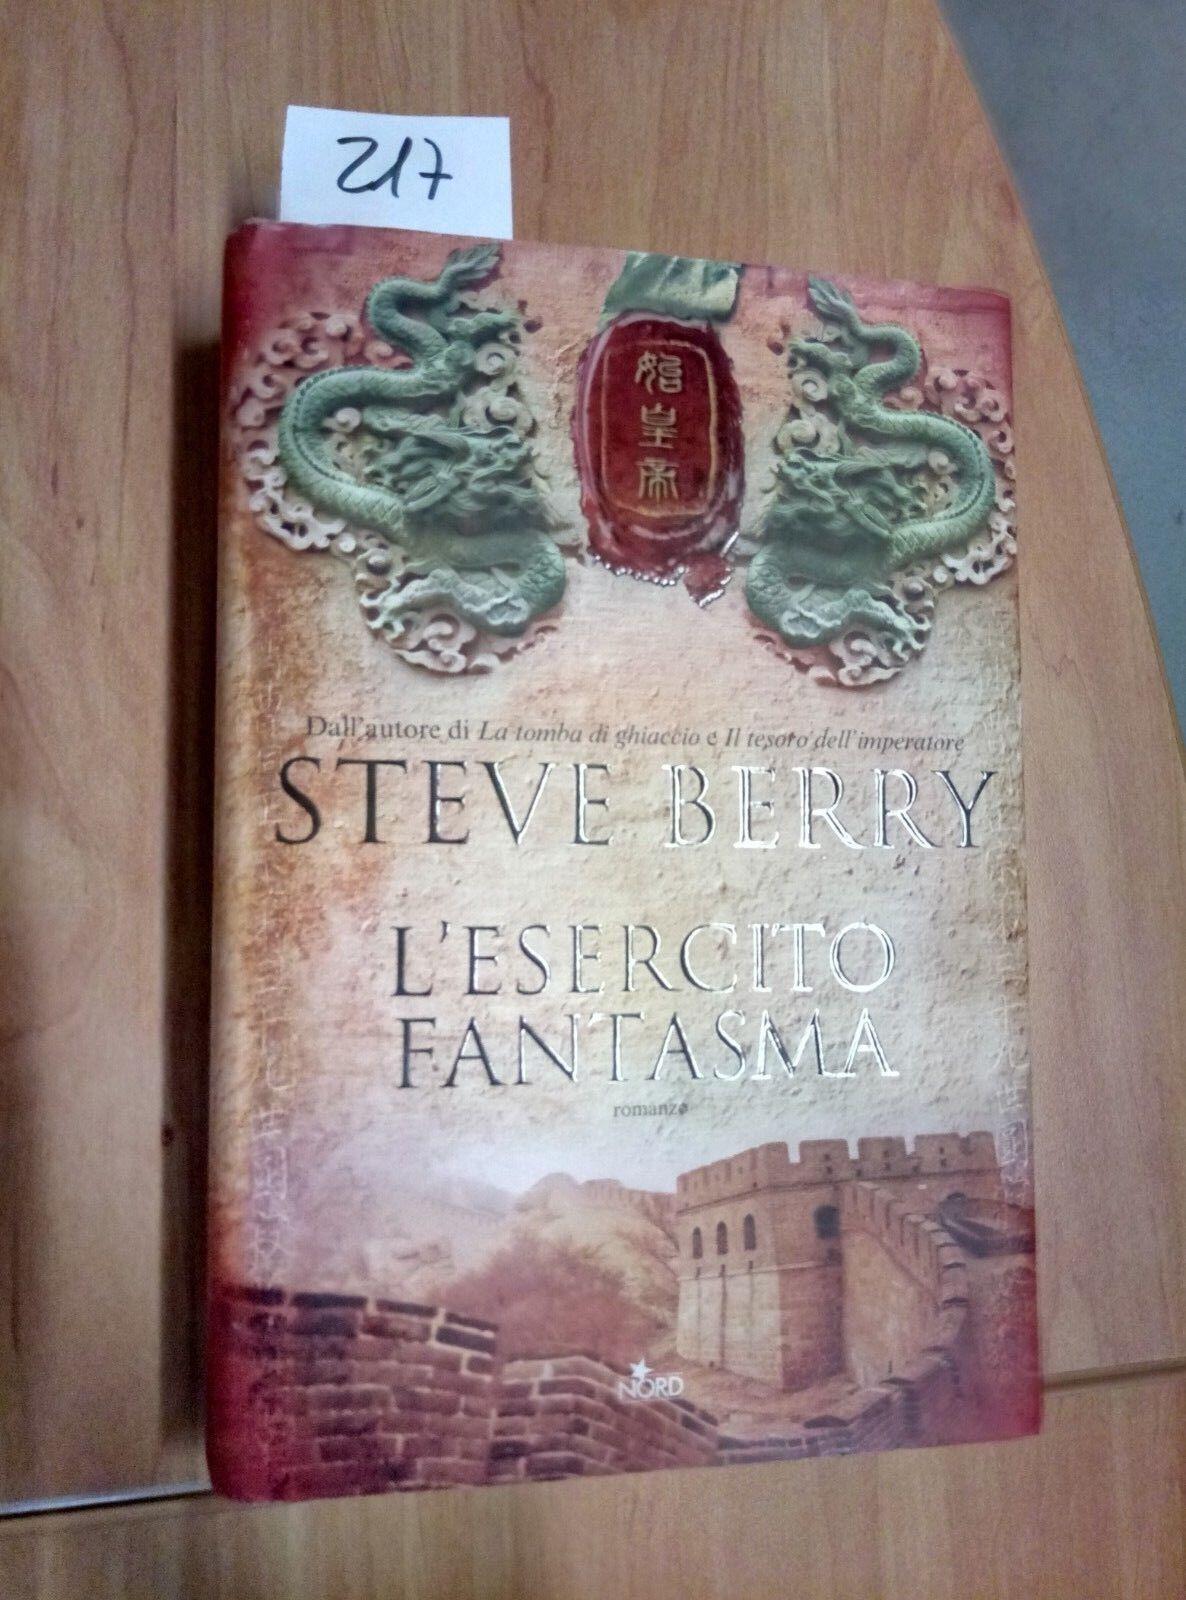 217
始
皇
帝
Dall'autore di La tomba di ghiaccio e Il tesoro dell'imperatore
STEVE BERRY
L'ESERCITO
FANTASMA
romanzo
NORD